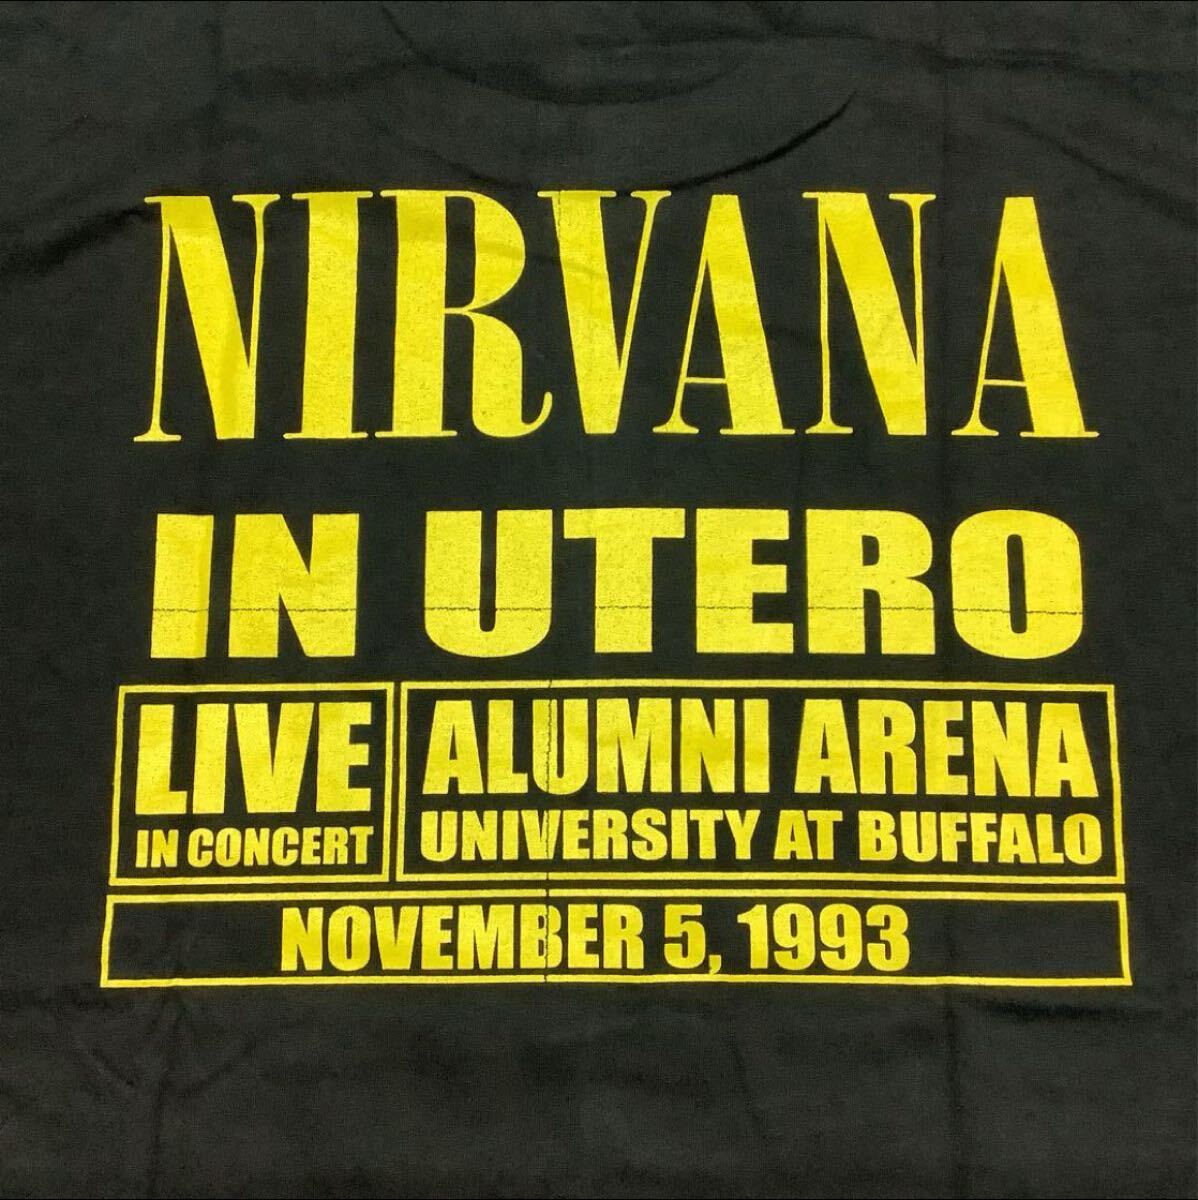 NIRVANA
IN UTERO
LIVE
IN CONCERT
ALUMNI ARENA
UNIVERSITY AT BUFFALO
NOVEMBER 5, 1993